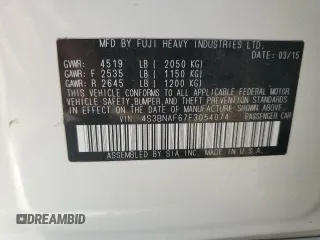 MFD BY FUJI HEAVY INDUSTRIES LTD.
DATE: 03/15
GVWR: 4519 LB ( 2050 KG)
GAWR: F 2535 LB ( 1150 KG)
GAWR: R 2645 LB ( 1200 KG)
THIS VEHICLE CONFORMS TO ALL APPLICABLE FEDERAL MOTOR
VEHICLE SAFETY, BUMPER, AND THEFT PREVENTION STANDARDS
IN EFFECT ON THE DATE OF MANUFACTURE SHOWN ABOVE.
VIN: 4S3BNAF67F3054074 PASSENGER CAR
ASSEMBLED BY SIA INC. U.S.A.
DREAMBID
dreambid.com